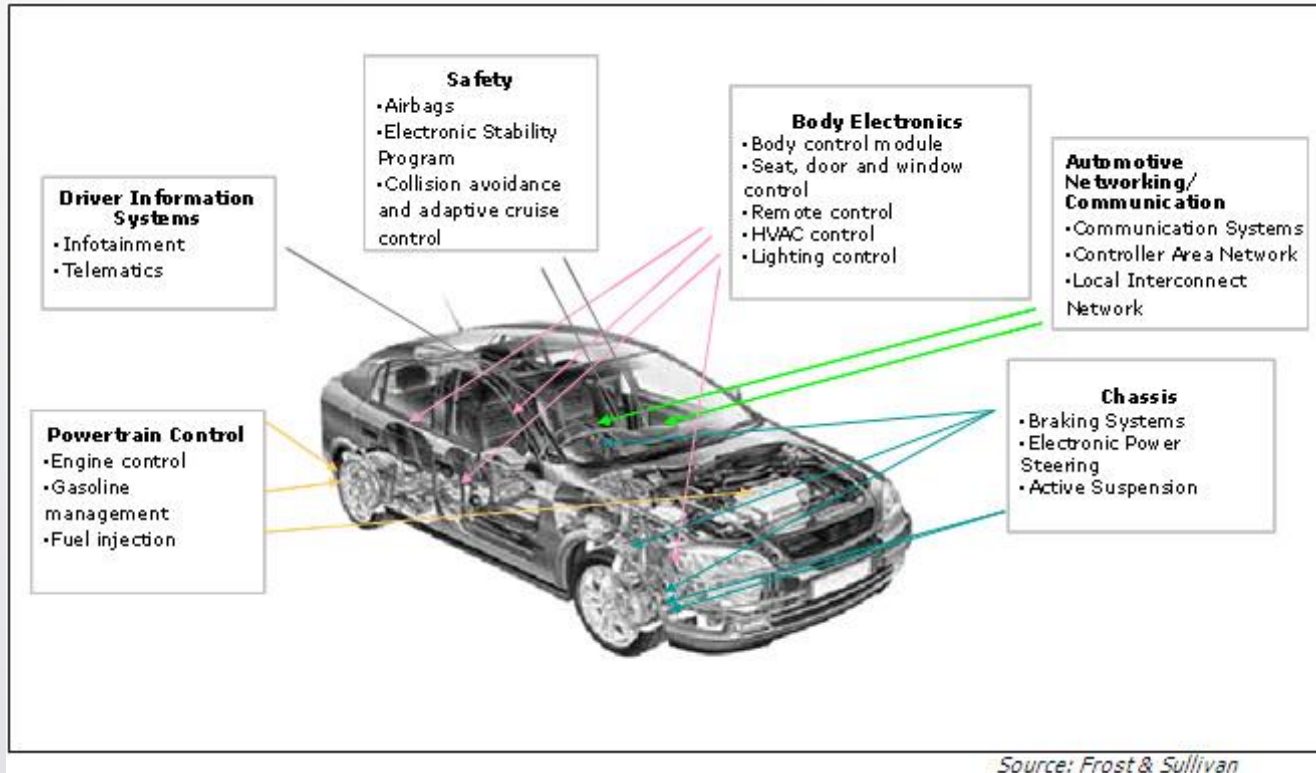 Safety
•Airbags
•Electronic Stability
Program
•Collision avoidance
and adaptive cruise
control
Body Electronics
•Body control module
•Seat, door and window
control
•Remote control
•HVAC control
•Lighting control
Automotive
Networking/
Communication
•Communication Systems
•Controller Area Network
•Local Interconnect
Network
Driver Information
Systems
•Infotainment
•Telematics
Chassis
•Braking Systems
•Electronic Power
Steering
•Active Suspension
Powertrain Control
•Engine control
•Gasoline
management
•Fuel injection
Source: Frost & Sullivan